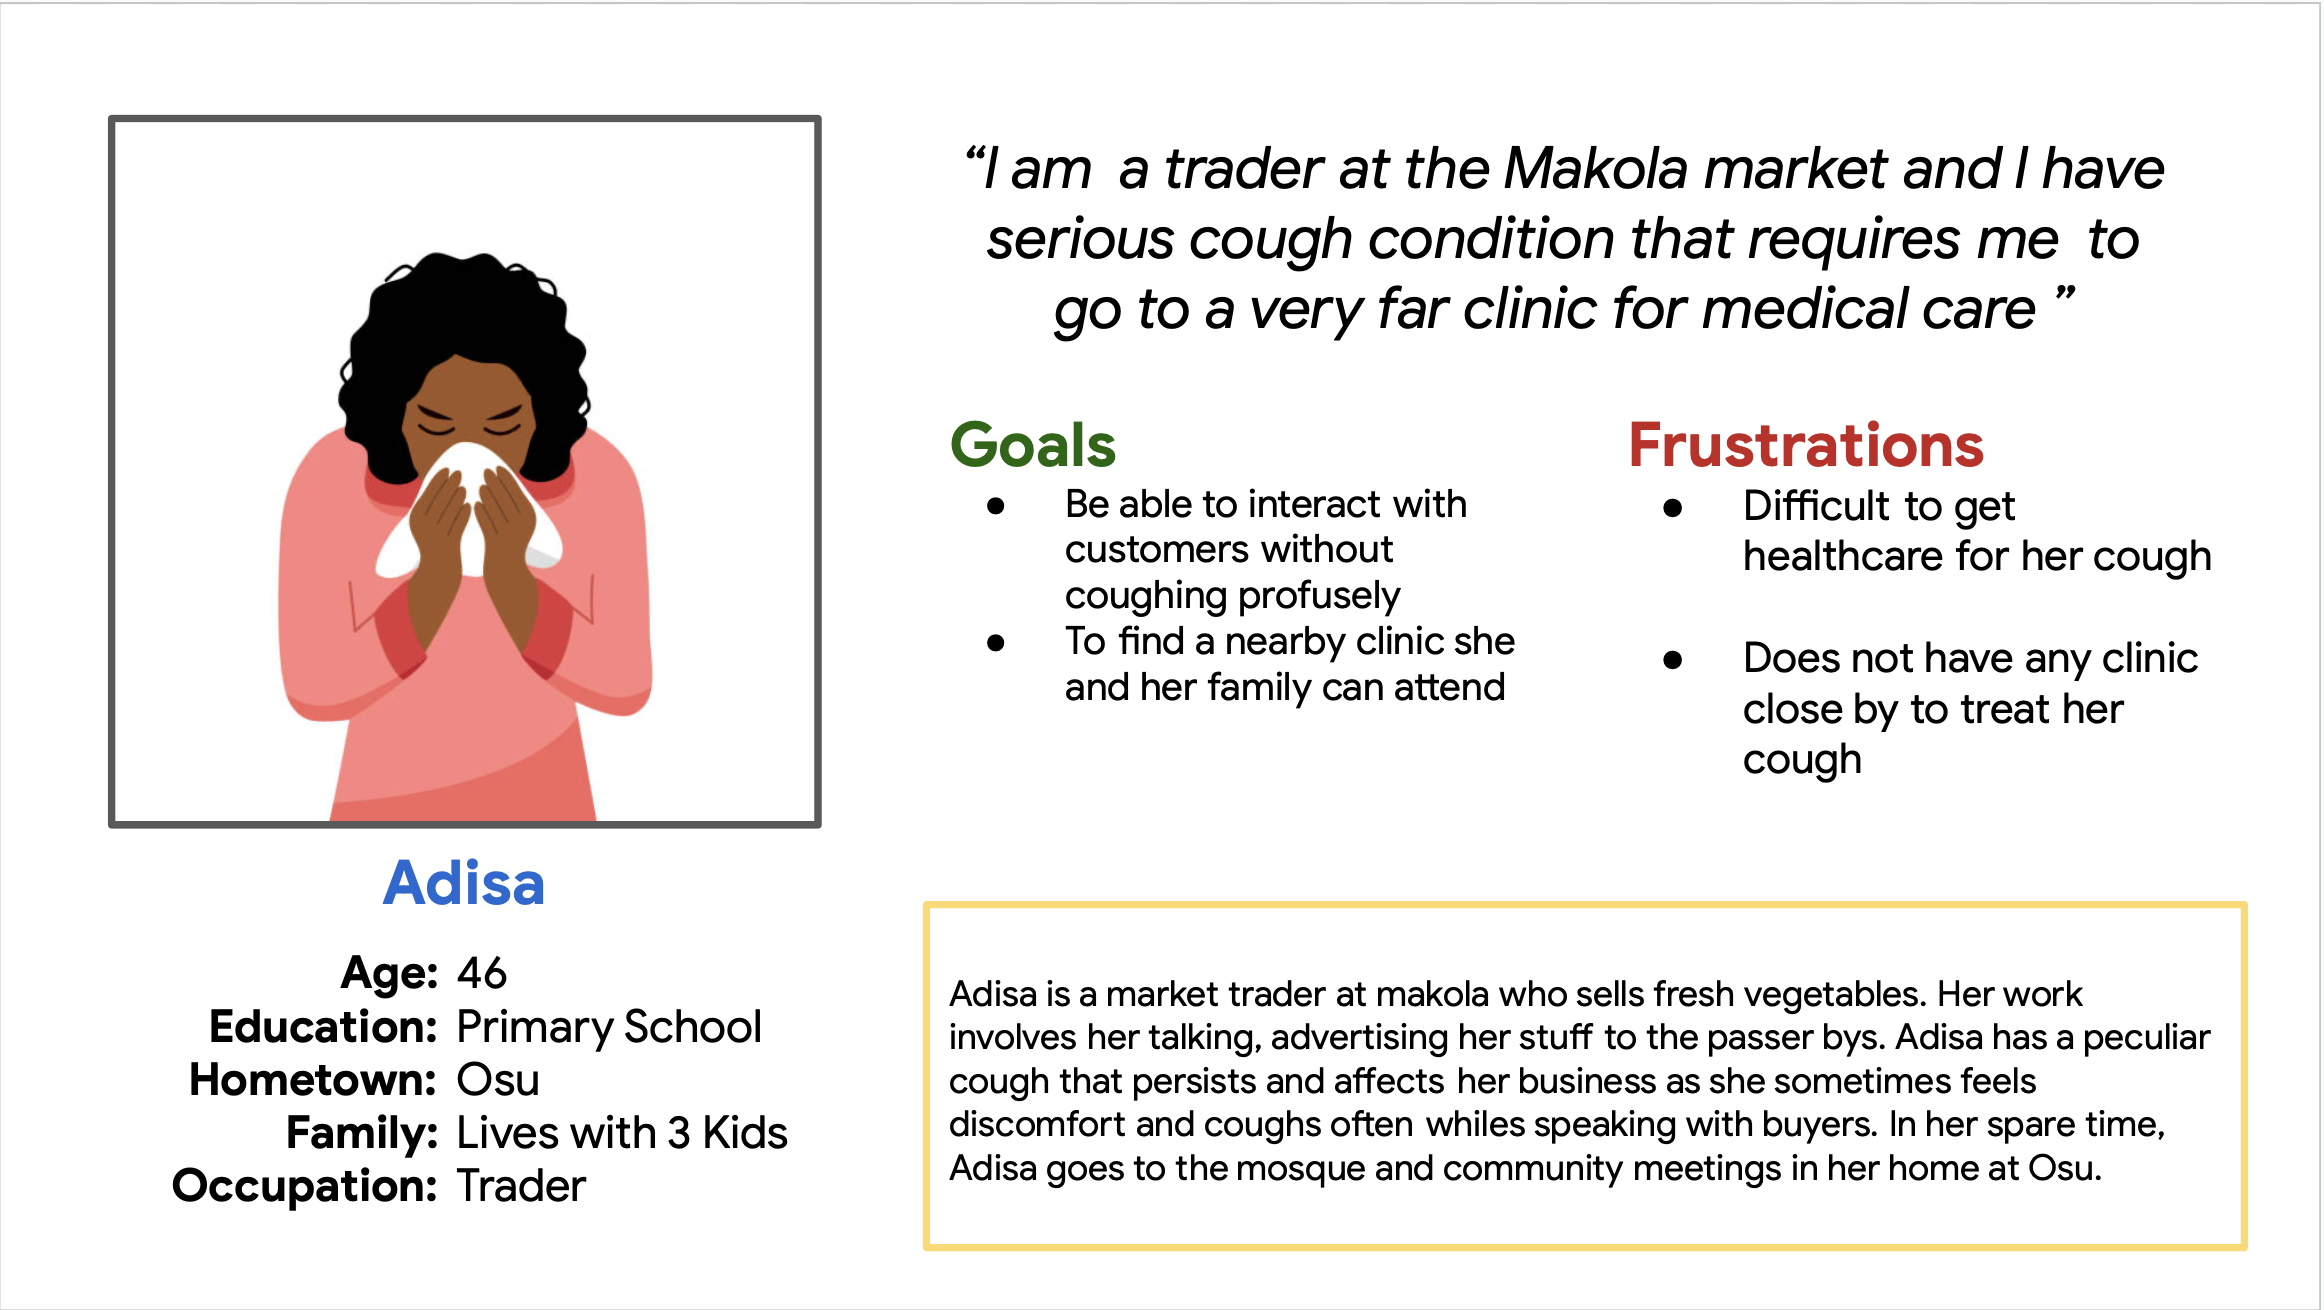 “I am  a trader at the Makola market and I have
serious cough condition that requires me  to
go to a very far clinic for medical care ”
Goals
● Be able to interact with
customers without
coughing profusely
● To find a nearby clinic she
and her family can attend
Frustrations
● Difficult to get
healthcare for her cough
● Does not have any clinic
close by to treat her
cough
Adisa
Age: 46
Education: Primary School
Hometown: Osu
Family: Lives with 3 Kids
Occupation: Trader
Adisa is a market trader at makola who sells fresh vegetables. Her work
involves her talking, advertising her stuff to the passer bys. Adisa has a peculiar
cough that persists and affects her business as she sometimes feels
discomfort and coughs often whiles speaking with buyers. In her spare time,
Adisa goes to the mosque and community meetings in her home at Osu.